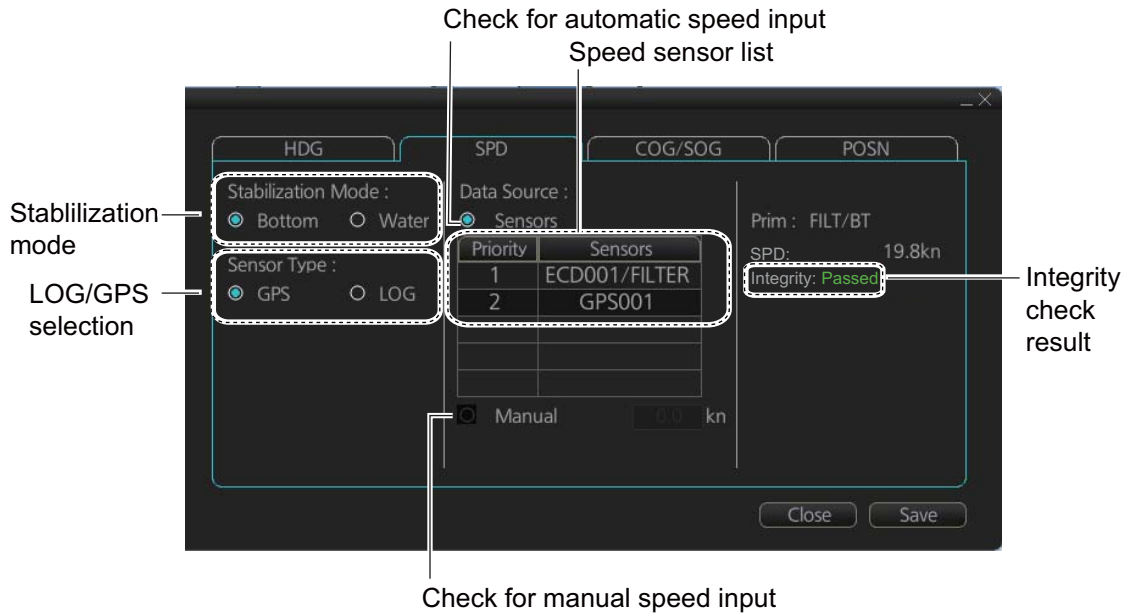 Check for automatic speed input
Speed sensor list
HDG
SPD
COG/SOG
POSN
Stabilization Mode :
Bottom
Water
Sensor Type :
GPS
LOG
Data Source :
Sensors
Priority Sensors
1 ECD001/FILTER
2 GPS001
Manual 0.0 kn
Prim : FILT/BT
SPD: 19.8kn
Integrity: Passed
Close
Save
Stablilization
mode
LOG/GPS
selection
Integrity
check
result
Check for manual speed input